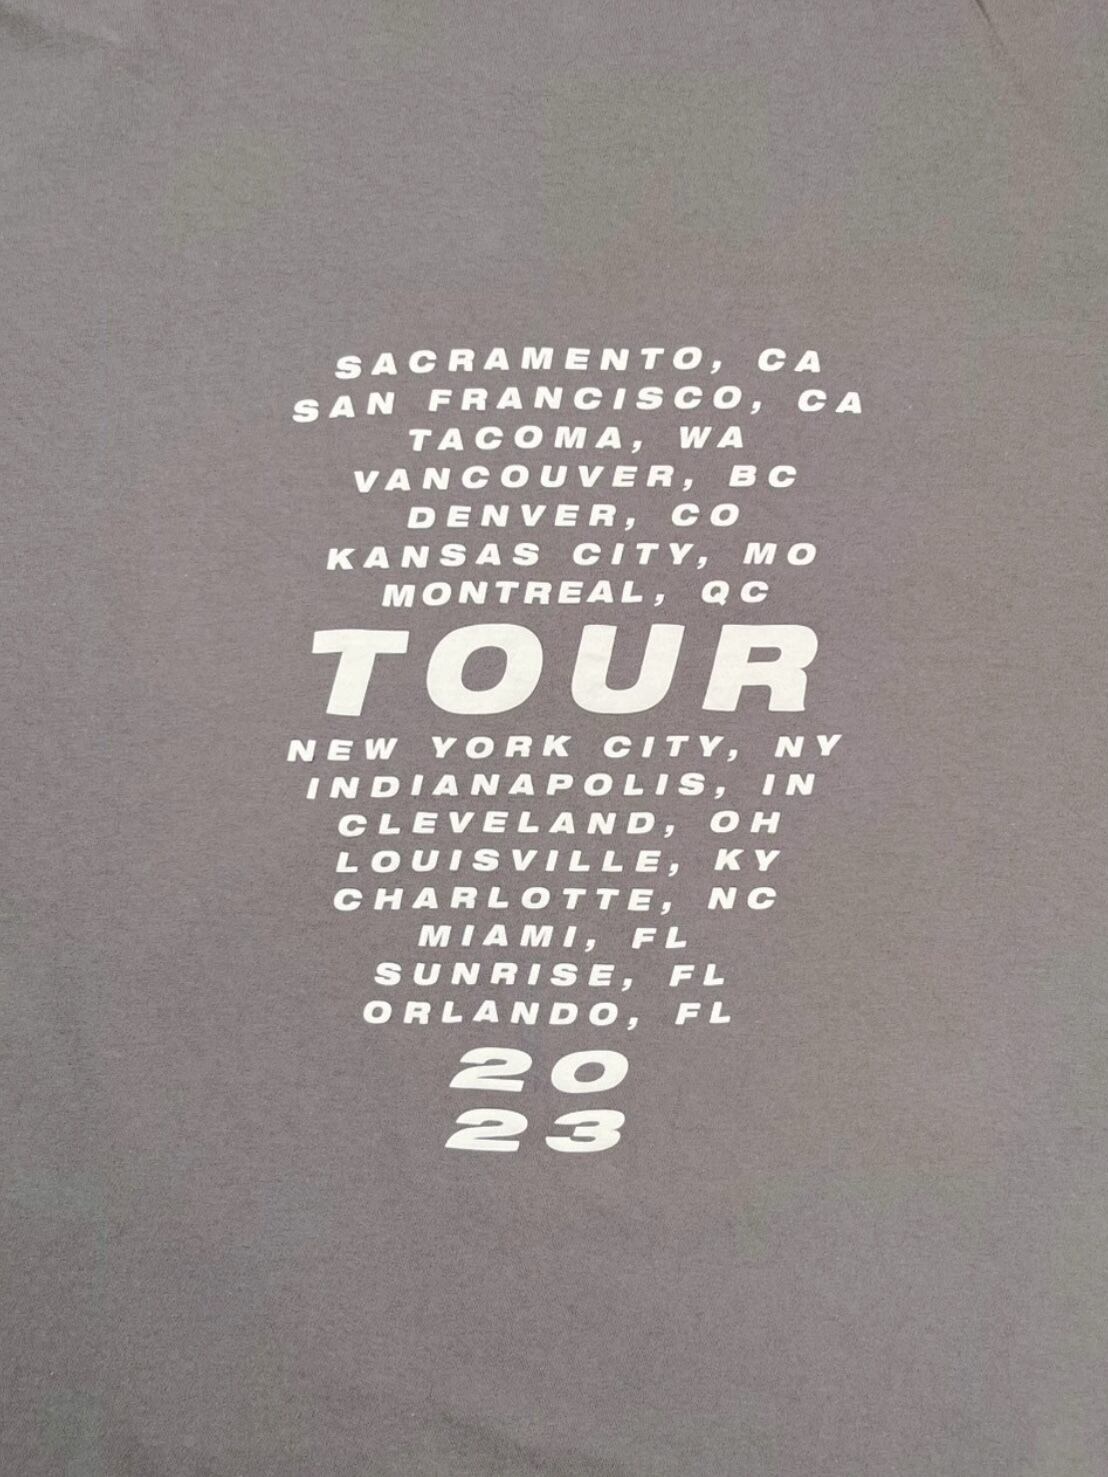 SACRAMENTO, CA
SAN FRANCISCO, CA
TACOMA, WA
VANCOUVER, BC
DENVER, CO
KANSAS CITY, MO
MONTREAL, QC
TOUR
NEW YORK CITY, NY
INDIANAPOLIS, IN
CLEVELAND, OH
LOUISVILLE, KY
CHARLOTTE, NC
MIAMI, FL
SUNRISE, FL
ORLANDO, FL
20
23